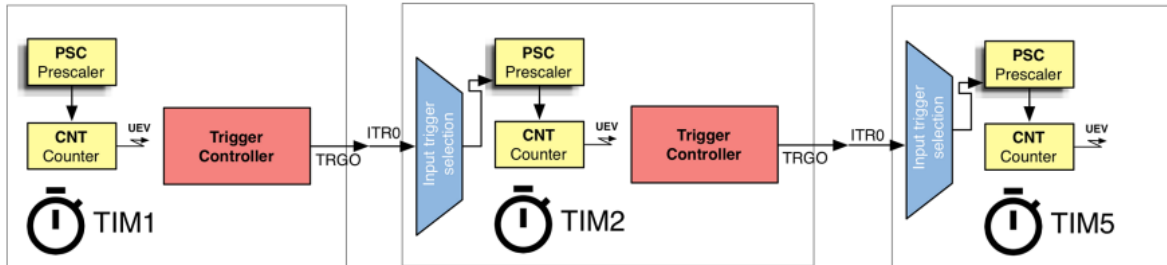 PSC
Prescaler
CNT
Counter
UEV
Trigger
Controller
TRGO
TIM1
ITR0
Input trigger
selection
PSC
Prescaler
CNT
Counter
UEV
Trigger
Controller
TRGO
TIM2
ITR0
Input trigger
selection
PSC
Prescaler
CNT
Counter
UEV
TIM5